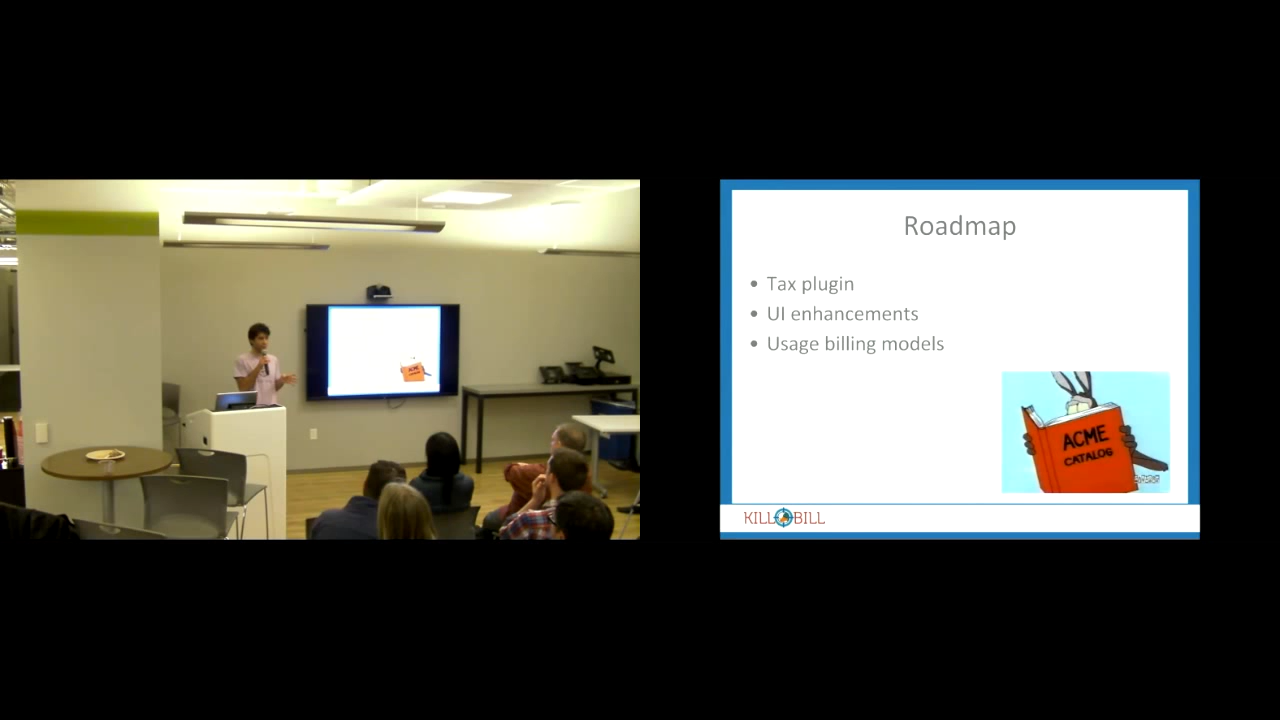 Roadmap
• Tax plugin
• UI enhancements
• Usage billing models
ACME
CATALOG
KILL BILL